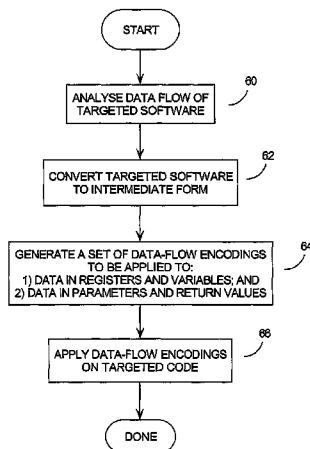 START
ANALYSE DATA FLOW OF
TARGETED SOFTWARE
60
CONVERT TARGETED SOFTWARE
TO INTERMEDIATE FORM
62
GENERATE A SET OF DATA-FLOW ENCODINGS
TO BE APPLIED TO:
1) DATA IN REGISTERS AND VARIABLES; AND
2) DATA IN PARAMETERS AND RETURN VALUES
64
APPLY DATA-FLOW ENCODINGS
ON TARGETED CODE
66
DONE